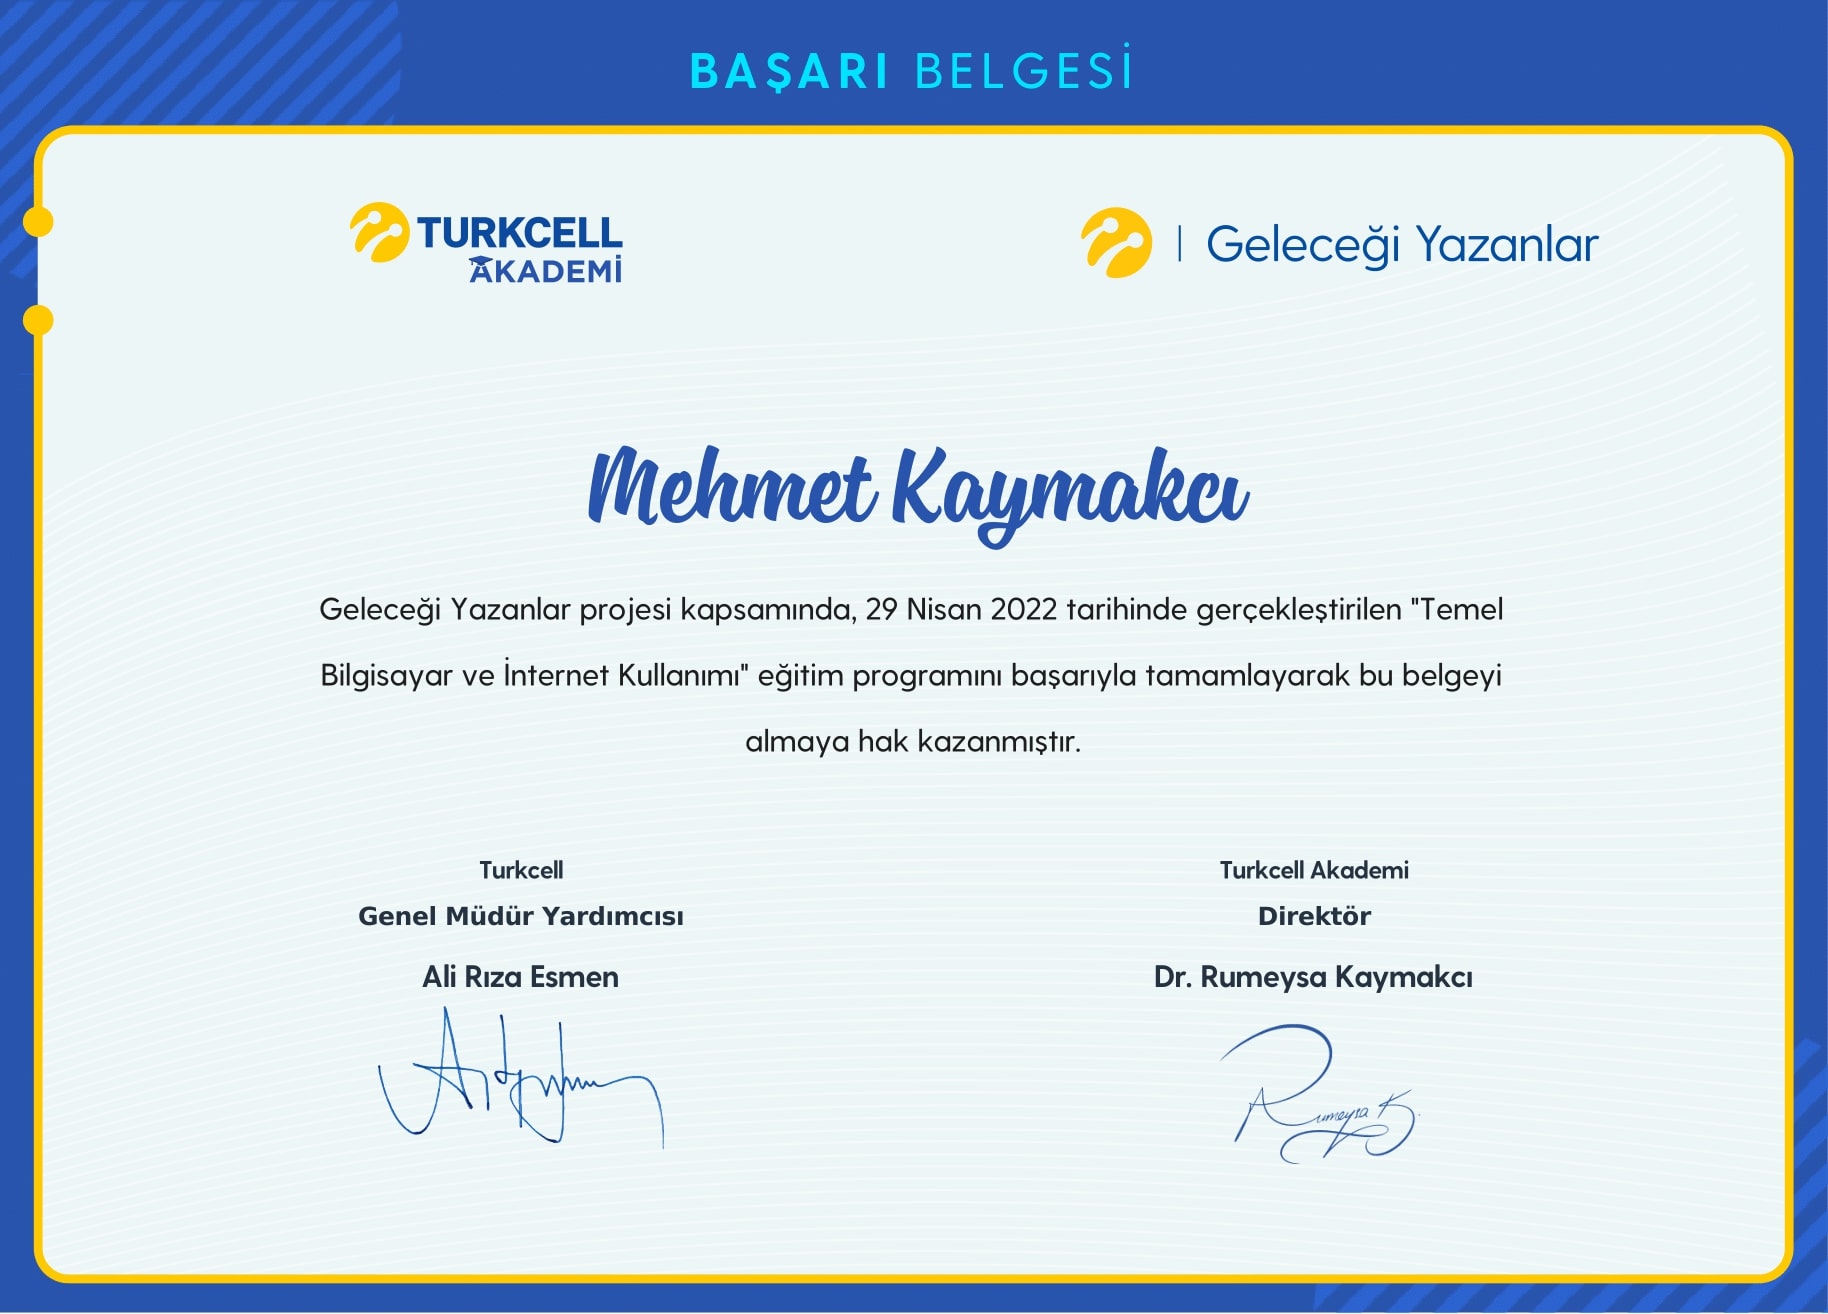 BAŞARI BELGESİ
TURKCELL
AKADEMİ
Geleceği Yazanlar
Mehmet Kaymakcı
Geleceği Yazanlar projesi kapsamında, 29 Nisan 2022 tarihinde gerçekleştirilen "Temel
Bilgisayar ve İnternet Kullanımı" eğitim programını başarıyla tamamlayarak bu belgeyi
almaya hak kazanmıştır.
Turkcell
Genel Müdür Yardımcısı
Ali Rıza Esmen
Turkcell Akademi
Direktör
Dr. Rumeysa Kaymakcı
Rumeysa K.